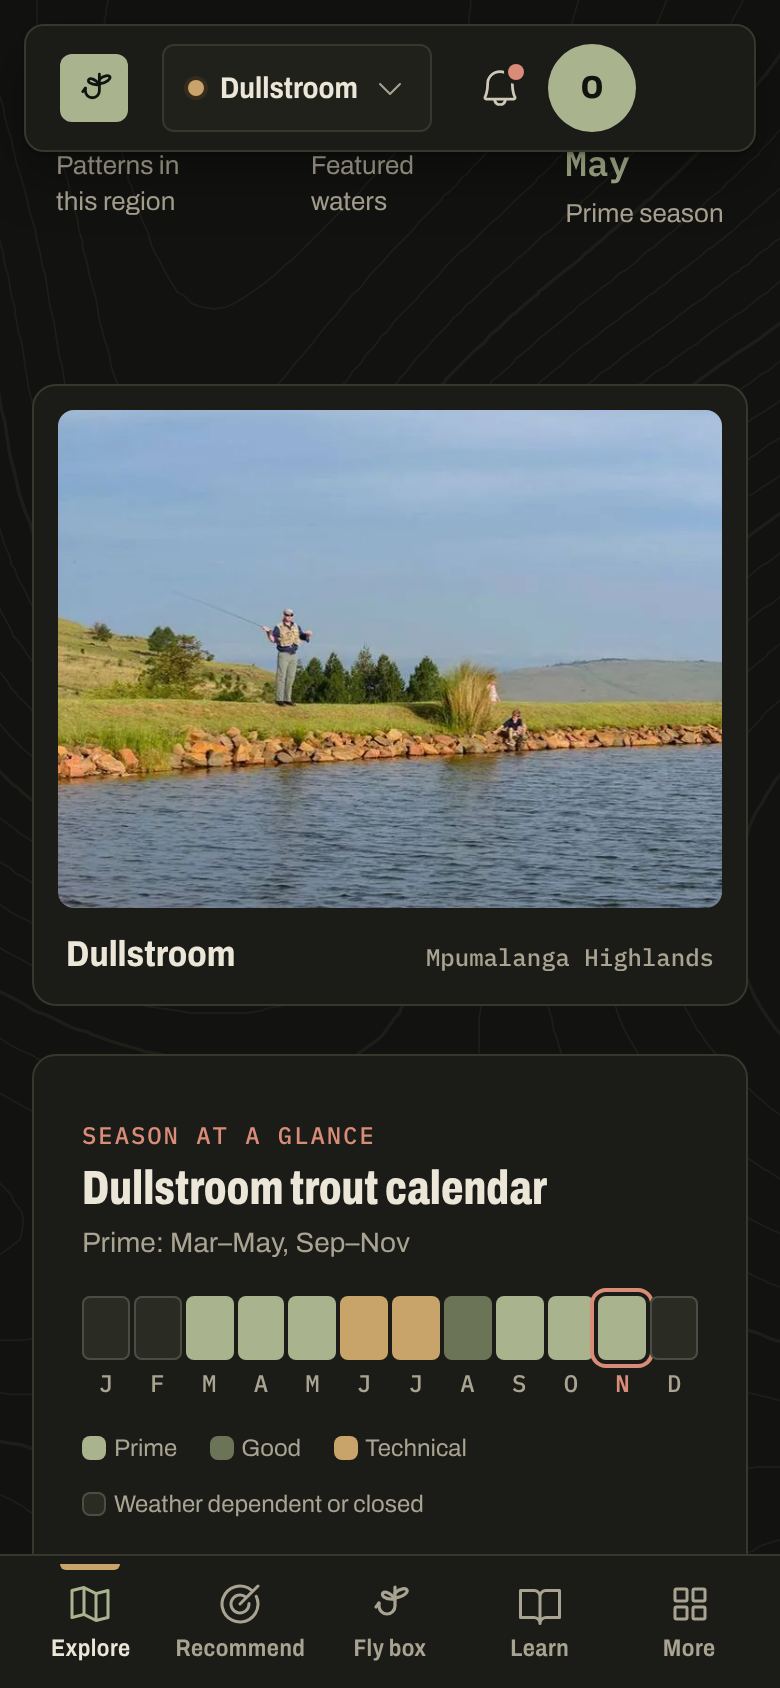 Dullstroom
O
Patterns in
this region
Featured
waters
May
Prime season
Dullstroom
Mpumalanga Highlands
SEASON AT A GLANCE
Dullstroom trout calendar
Prime: Mar–May, Sep–Nov
J F M A M J J A S O N D
Prime Good Technical
Weather dependent or closed
Explore Recommend Fly box Learn More